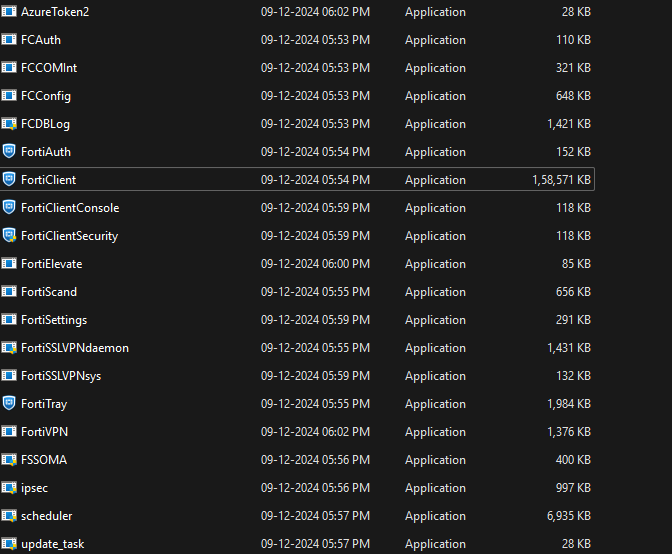 AzureToken2 09-12-2024 06:02 PM Application 28 KB
FCAuth 09-12-2024 05:53 PM Application 110 KB
FCCOMInt 09-12-2024 05:53 PM Application 321 KB
FCConfig 09-12-2024 05:53 PM Application 648 KB
FCDBLog 09-12-2024 05:53 PM Application 1,421 KB
FortiAuth 09-12-2024 05:54 PM Application 152 KB
FortiClient 09-12-2024 05:54 PM Application 1,58,571 KB
FortiClientConsole 09-12-2024 05:59 PM Application 118 KB
FortiClientSecurity 09-12-2024 05:59 PM Application 118 KB
FortiElevate 09-12-2024 06:00 PM Application 85 KB
FortiScand 09-12-2024 05:55 PM Application 656 KB
FortiSettings 09-12-2024 05:59 PM Application 291 KB
FortiSSLVPNdaemon 09-12-2024 05:55 PM Application 1,431 KB
FortiSSLVPNsys 09-12-2024 05:59 PM Application 132 KB
FortiTray 09-12-2024 05:55 PM Application 1,984 KB
FortiVPN 09-12-2024 06:02 PM Application 1,376 KB
FSSOMA 09-12-2024 05:56 PM Application 400 KB
ipsec 09-12-2024 05:56 PM Application 997 KB
scheduler 09-12-2024 05:57 PM Application 6,935 KB
update_task 09-12-2024 05:57 PM Application 28 KB